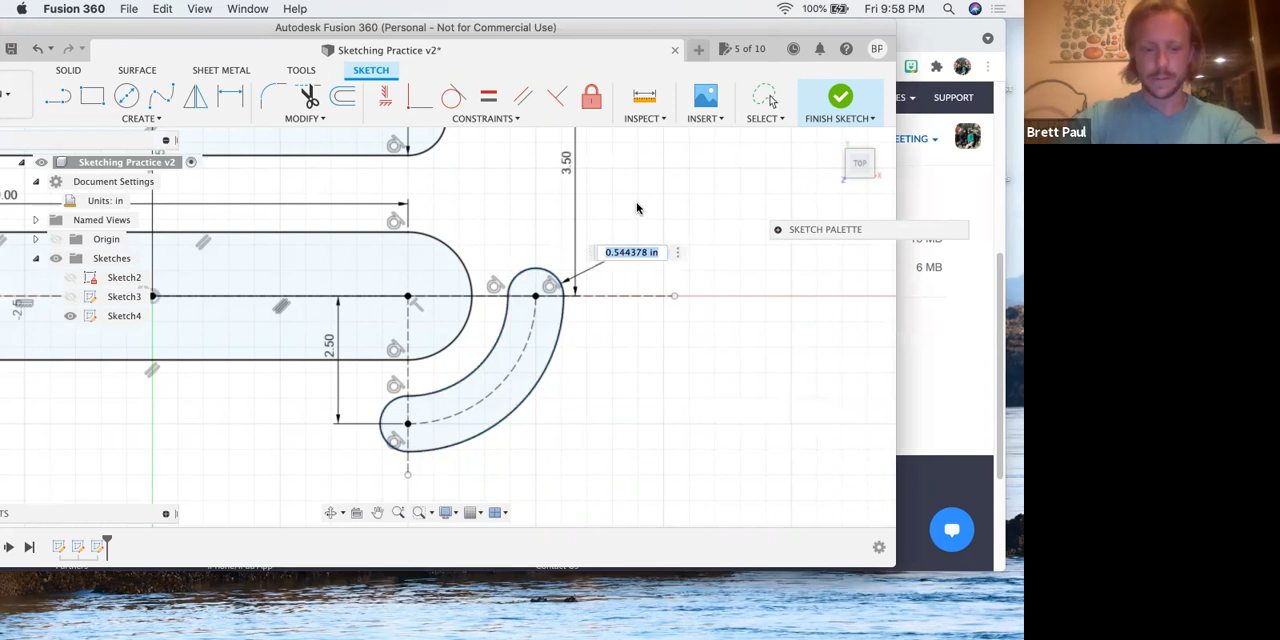 Fusion 360 File Edit View Window Help 100% Fri 9:58 PM
Autodesk Fusion 360 (Personal - Not for Commercial Use)
Sketching Practice v2* 5 of 10 BP
SOLID SURFACE SHEET METAL TOOLS SKETCH
SUPPORT
CREATE MODIFY CONSTRAINTS INSPECT INSERT SELECT FINISH SKETCH
Brett Paul
EETING
Sketching Practice v2
TOP
3.50
Document Settings
Units: in
Named Views
SKETCH PALETTE
Origin
0.544378 in
Sketches
6 MB
Sketch2
Sketch3
Sketch4
2.50